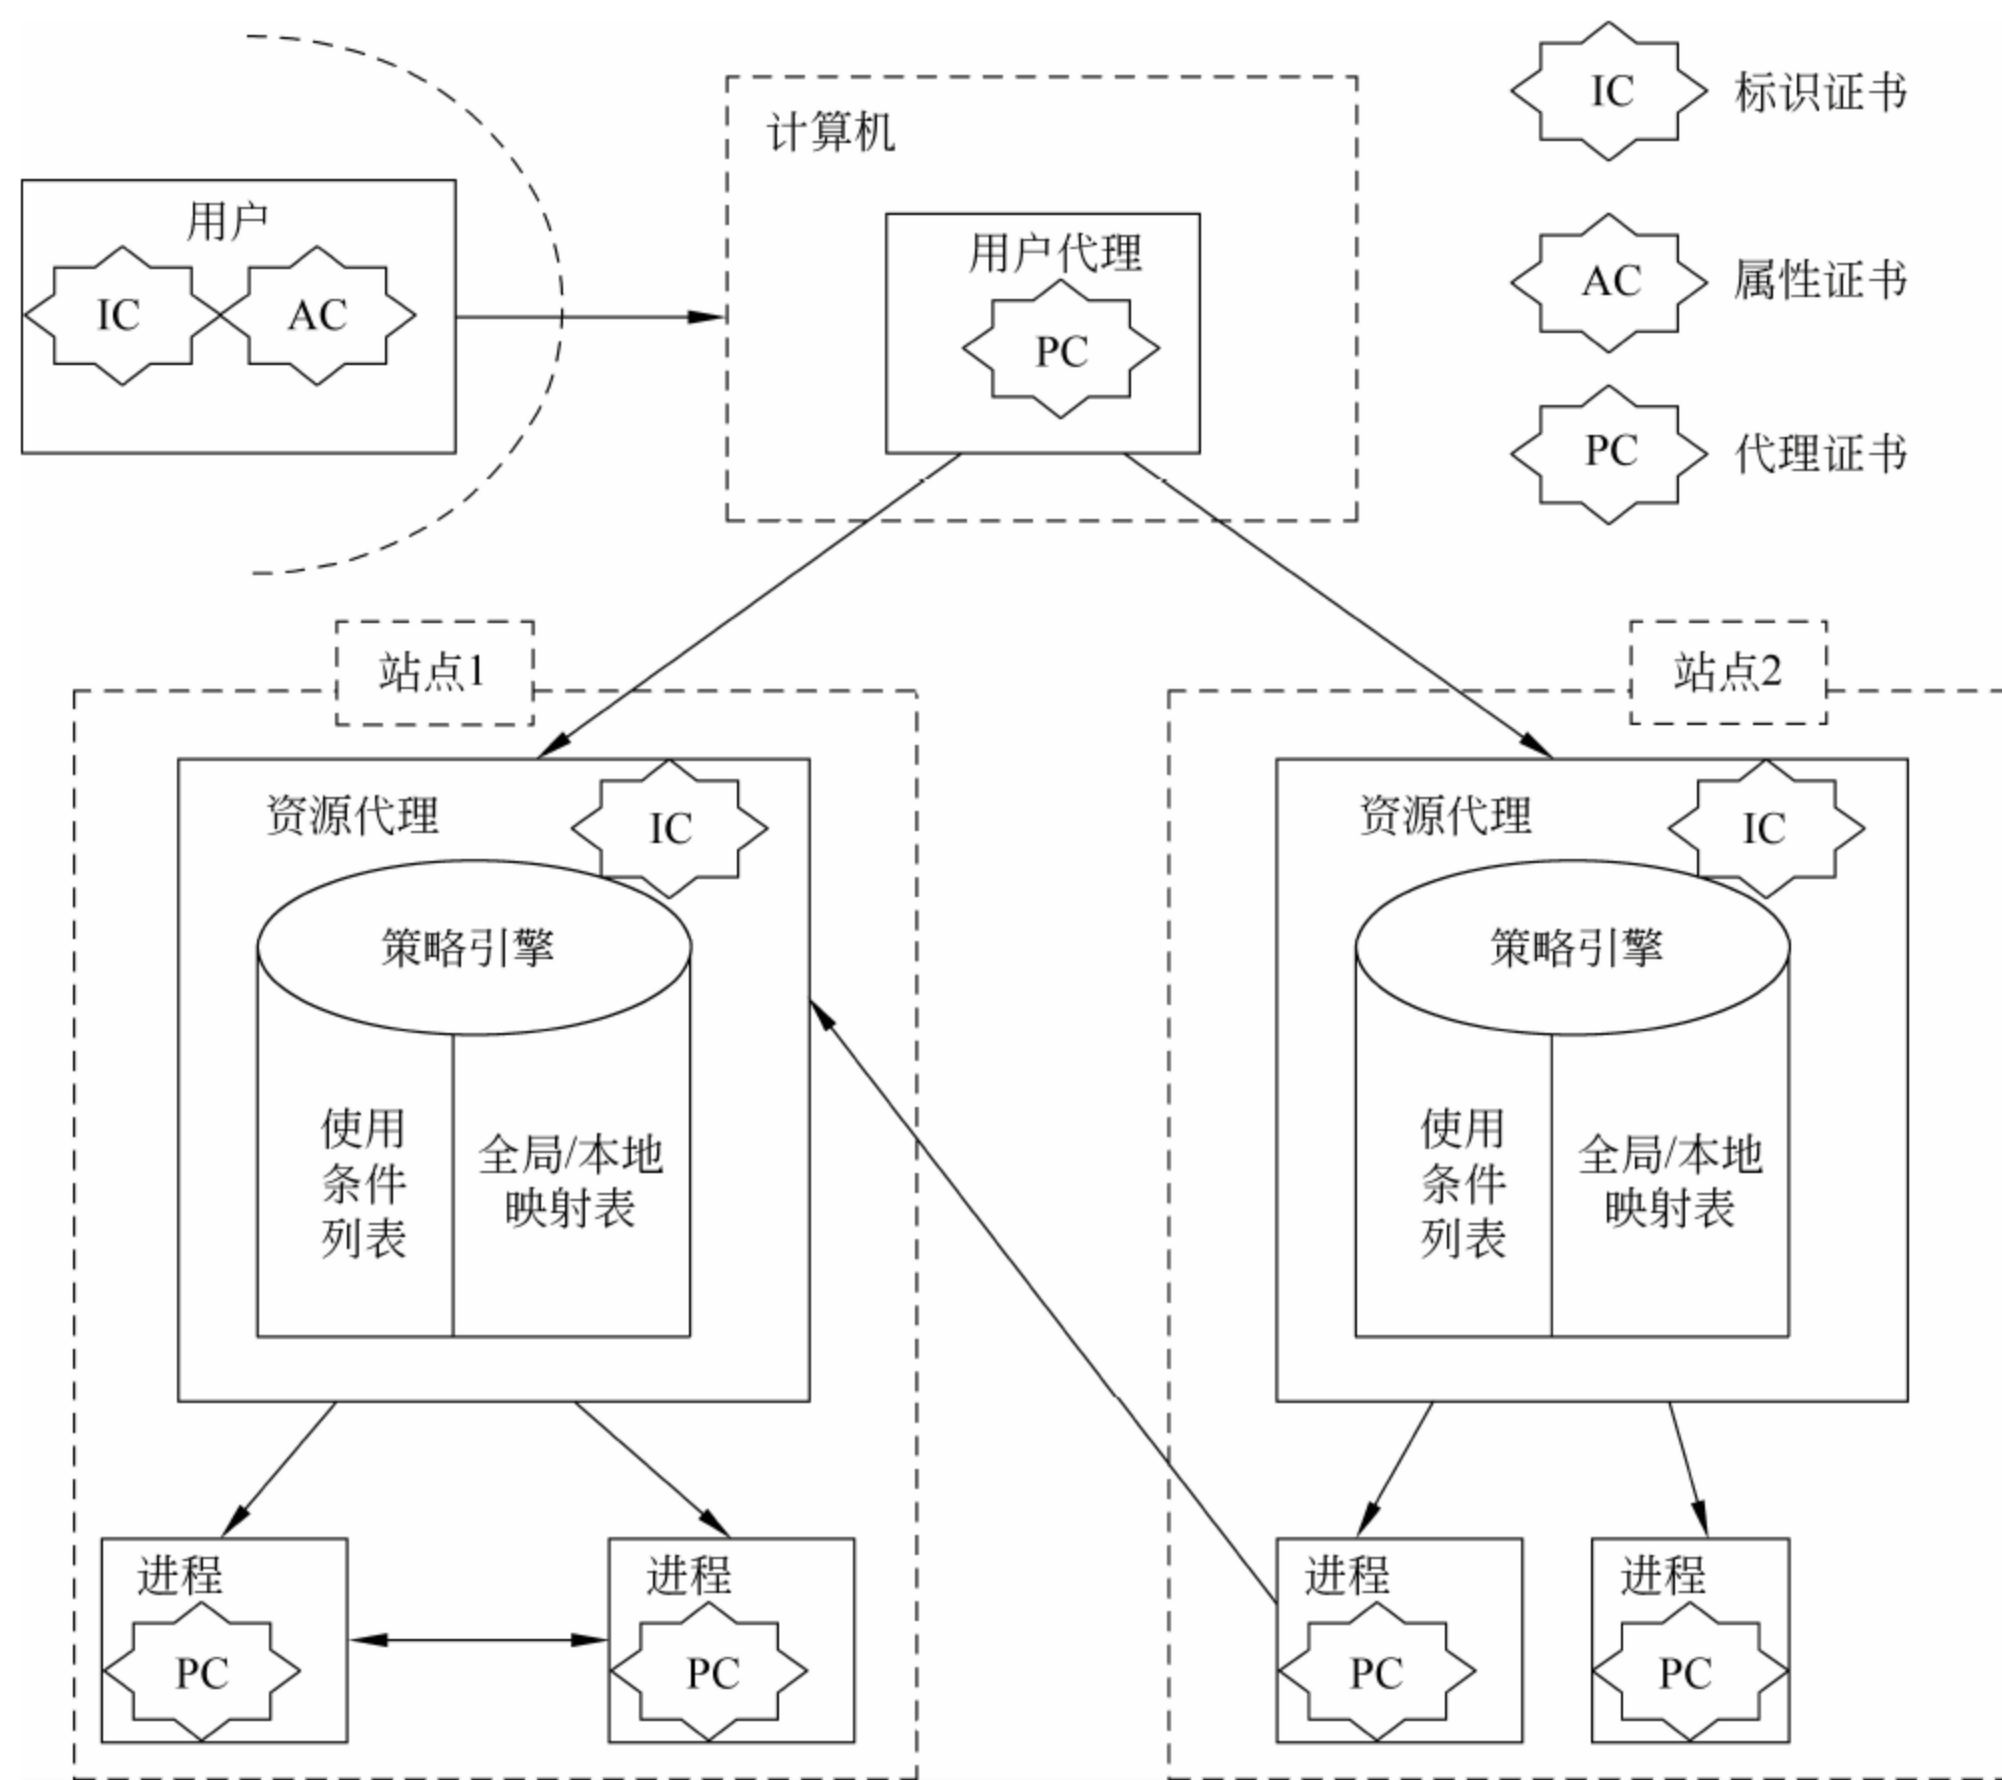 IC
标识证书
计算机
用户
用户代理
AC
属性证书
IC
AC
PC
PC
代理证书
站点1
站点2
资源代理
IC
资源代理
IC
策略引擎
策略引擎
使用
条件
列表
全局/本地
映射表
使用
条件
列表
全局/本地
映射表
进程
进程
进程
进程
PC
PC
PC
PC